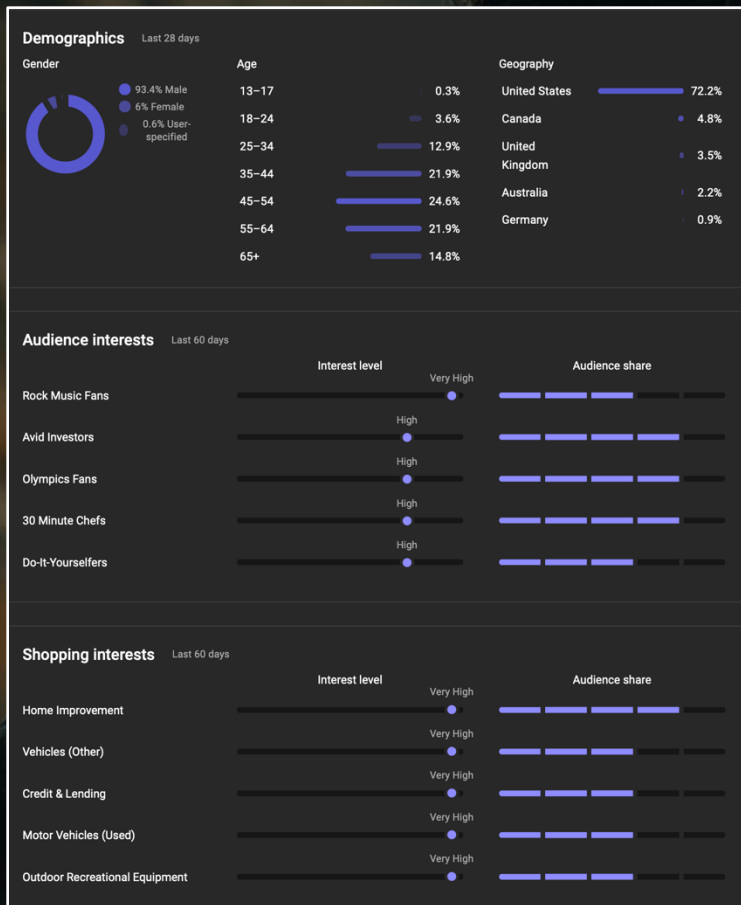 Demographics Last 28 days
Gender
93.4% Male
6% Female
0.6% User-
specified
Age
13–17 0.3%
18–24 3.6%
25–34 12.9%
35–44 21.9%
45–54 24.6%
55–64 21.9%
65+ 14.8%
Geography
United States 72.2%
Canada 4.8%
United
Kingdom 3.5%
Australia 2.2%
Germany 0.9%
Audience interests Last 60 days
Interest level Audience share
Very High
Rock Music Fans
High
Avid Investors
High
Olympics Fans
High
30 Minute Chefs
High
Do-It-Yourselfers
Shopping interests Last 60 days
Interest level Audience share
Very High
Home Improvement
Very High
Vehicles (Other)
Very High
Credit & Lending
Very High
Motor Vehicles (Used)
Very High
Outdoor Recreational Equipment